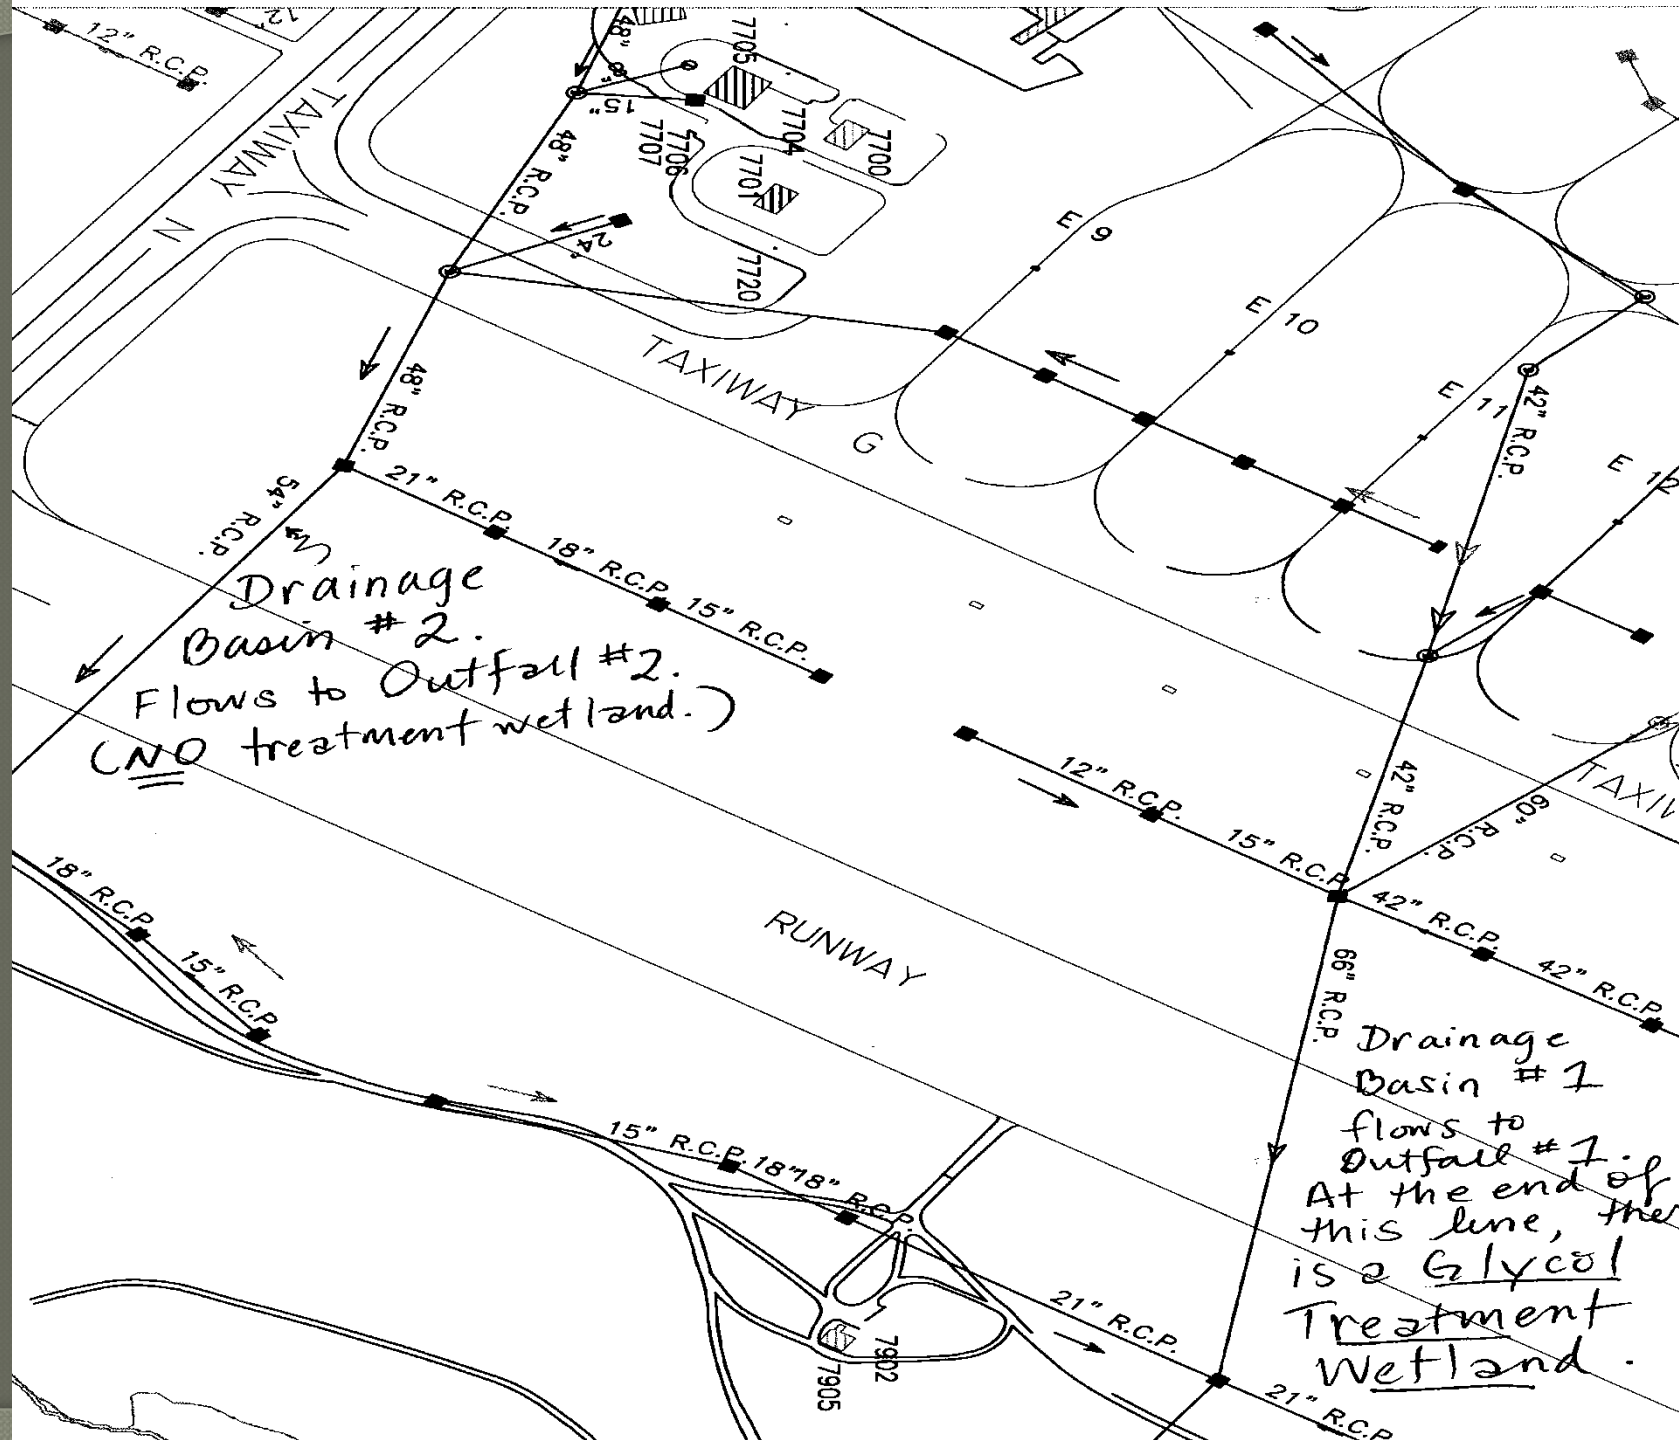 12"
12" R.C.P.
48"
7705
15"
TAXIWAY N
48" R.C.P.
7707
7706
7704
7700
7701
24"
7720
E 9
E 10
E 11
E 12
TAXIWAY G
42" R.C.P.
48" R.C.P.
21" R.C.P.
54" R.C.P.
18" R.C.P.
15" R.C.P.
Drainage
Basin #2.
Flows to Outfall #2.
(NO treatment wetland.)
12" R.C.P.
42" R.C.P.
TAXIW
60" R.C.P.
15" R.C.P.
42" R.C.P.
42" R.C.P.
18" R.C.P.
15" R.C.P.
RUNWAY
66" R.C.P.
Drainage
Basin #1
flows to
Outfall #1.
At the end of
this line, ther
is a Glycol
Treatment
Wetland.
15" R.C.P.
18"
18" R.C.P.
21" R.C.P.
7902
7905
21" R.C.P.